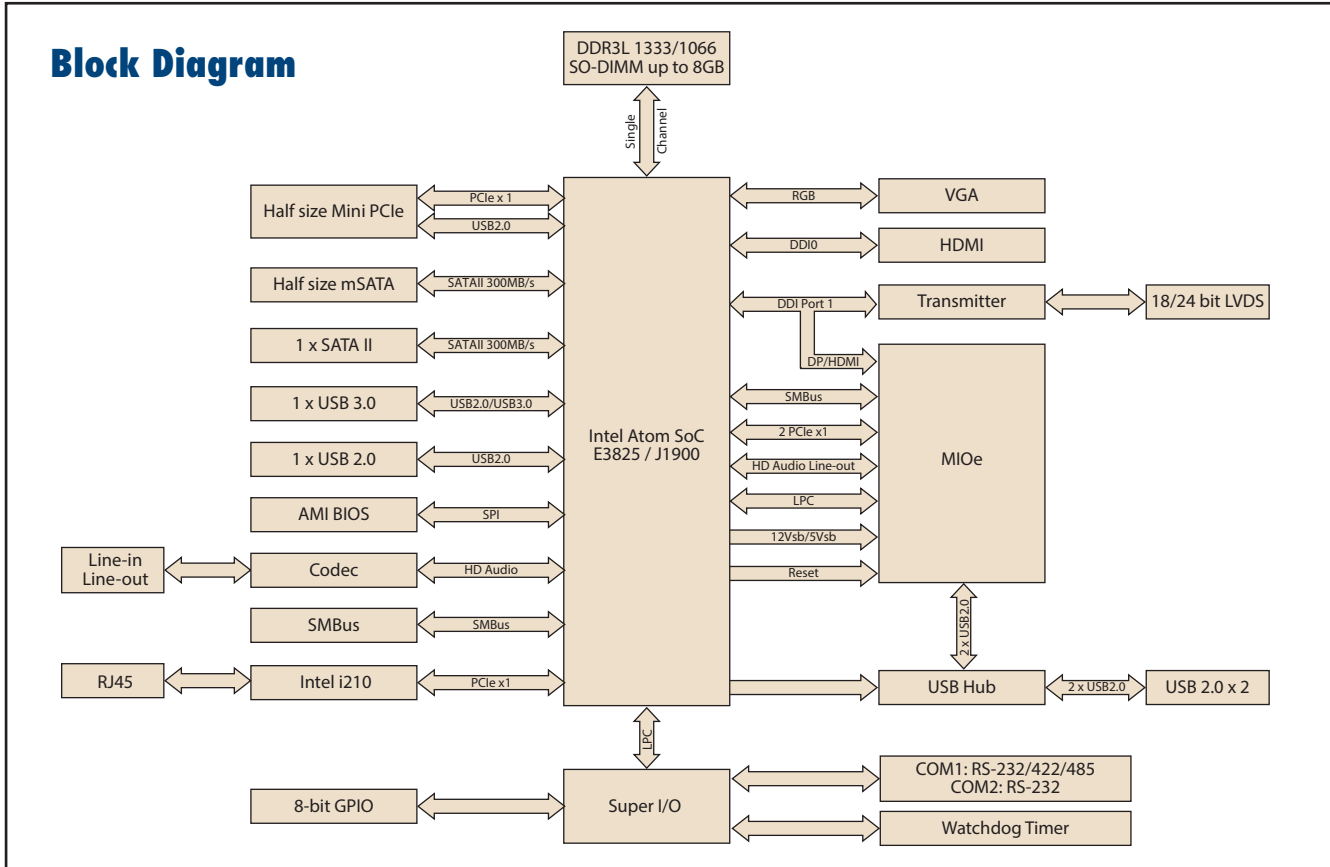 Block Diagram
DDR3L 1333/1066
SO-DIMM up to 8GB
Single
Channel
Half size Mini PCIe
PCIe x 1
USB2.0
Half size mSATA
SATAII 300MB/s
1 x SATA II
SATAII 300MB/s
1 x USB 3.0
USB2.0/USB3.0
1 x USB 2.0
USB2.0
AMI BIOS
SPI
Line-in
Line-out
Codec
HD Audio
SMBus
SMBus
RJ45
Intel i210
PCIe x1
Intel Atom SoC
E3825 / J1900
RGB
VGA
DDI0
HDMI
DDI Port 1
Transmitter
18/24 bit LVDS
DP/HDMI
SMBus
2 PCIe x1
HD Audio Line-out
LPC
12Vsb/5Vsb
Reset
MIOe
2 x USB2.0
USB Hub
2 x USB2.0
USB 2.0 x 2
LPC
8-bit GPIO
Super I/O
COM1: RS-232/422/485
COM2: RS-232
Watchdog Timer